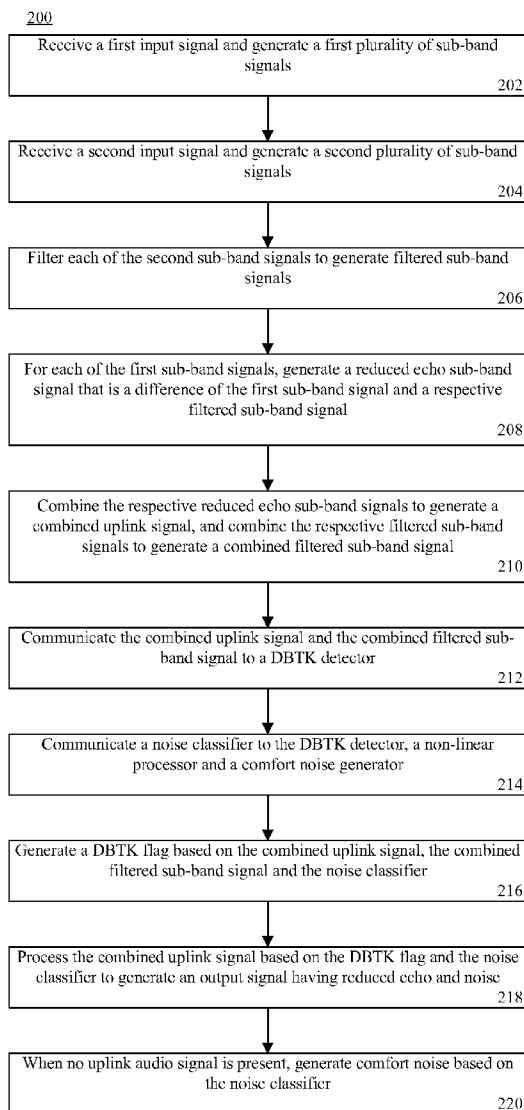 200
Receive a first input signal and generate a first plurality of sub-band
signals
202
Receive a second input signal and generate a second plurality of sub-band
signals
204
Filter each of the second sub-band signals to generate filtered sub-band
signals
206
For each of the first sub-band signals, generate a reduced echo sub-band
signal that is a difference of the first sub-band signal and a respective
filtered sub-band signal
208
Combine the respective reduced echo sub-band signals to generate a
combined uplink signal, and combine the respective filtered sub-band
signals to generate a combined filtered sub-band signal
210
Communicate the combined uplink signal and the combined filtered sub-
band signal to a DBTK detector
212
Communicate a noise classifier to the DBTK detector, a non-linear
processor and a comfort noise generator
214
Generate a DBTK flag based on the combined uplink signal, the combined
filtered sub-band signal and the noise classifier
216
Process the combined uplink signal based on the DBTK flag and the noise
classifier to generate an output signal having reduced echo and noise
218
When no uplink audio signal is present, generate comfort noise based on
the noise classifier
220